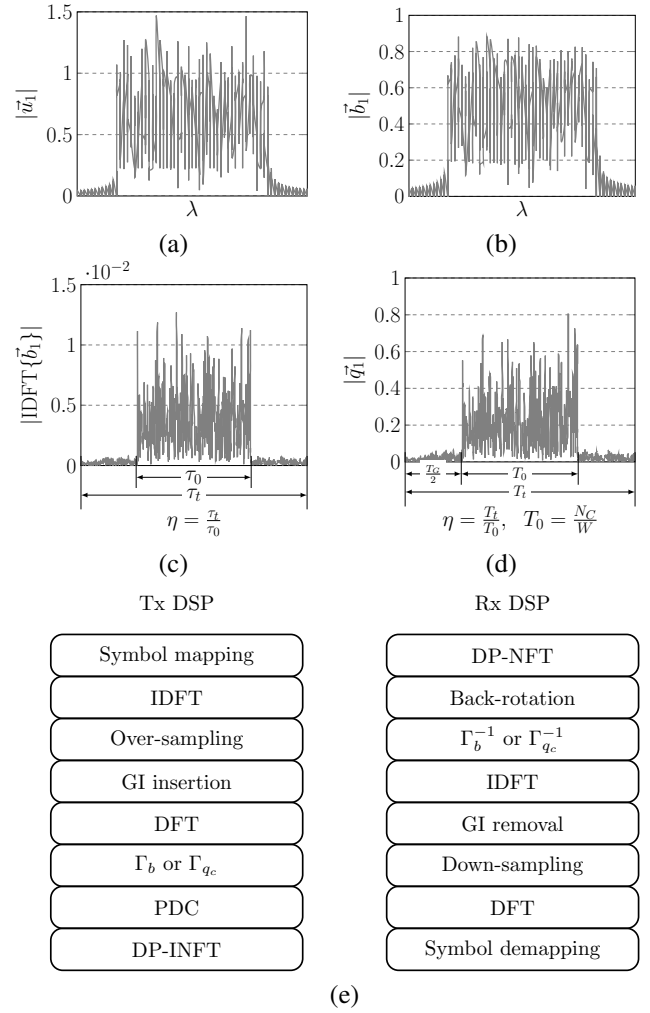 1.5
1
0.5
0
|u⃗₁|
λ
(a)
1
0.8
0.6
0.4
0.2
0
|b⃗₁|
λ
(b)
·10⁻²
1.5
1
0.5
0
|IDFT{b⃗₁}|
τ₀
τₜ
η = τₜ/τ₀
(c)
1
0.8
0.6
0.4
0.2
0
|q⃗₁|
T_G/2
T₀
Tₜ
η = Tₜ/T₀, T₀ = N_C/W
(d)
Tx DSP
Symbol mapping
IDFT
Over-sampling
GI insertion
DFT
Γ_b or Γ_{q_c}
PDC
DP-INFT
Rx DSP
DP-NFT
Back-rotation
Γ_b⁻¹ or Γ_{q_c}⁻¹
IDFT
GI removal
Down-sampling
DFT
Symbol demapping
(e)